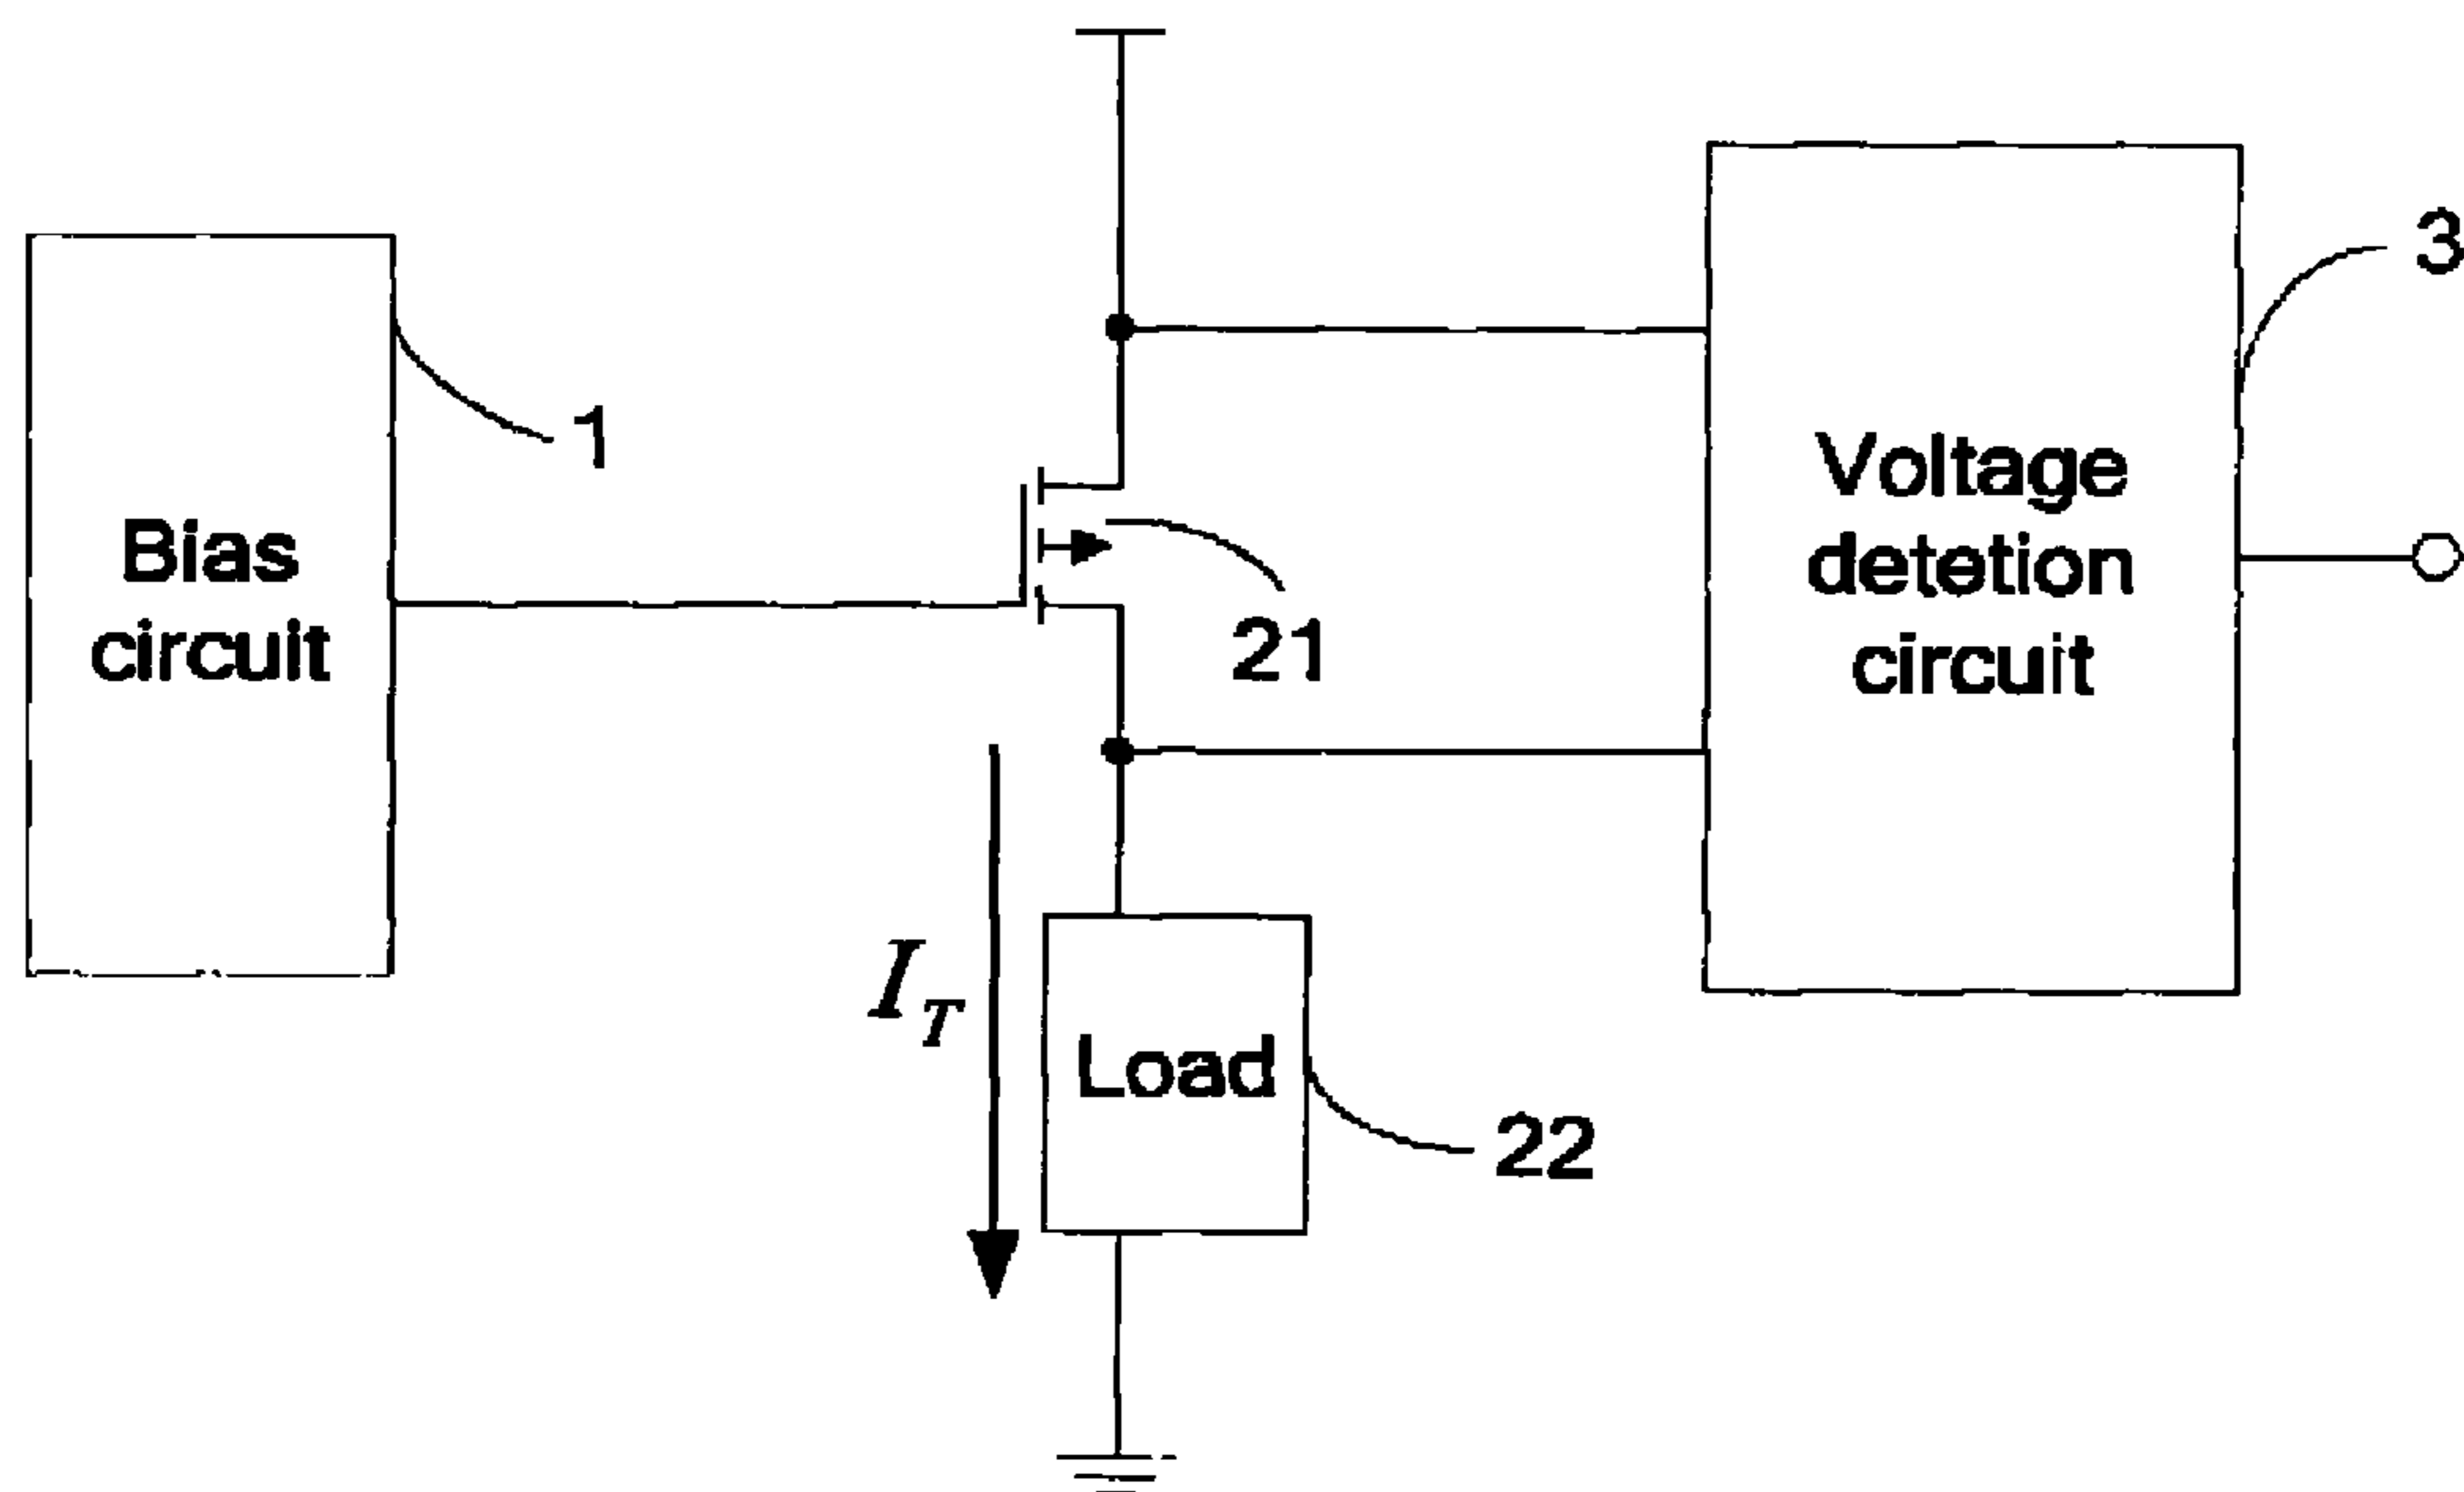 Bias
circuit
1
21
Voltage
detetion
circuit
3
I_T
Load
22